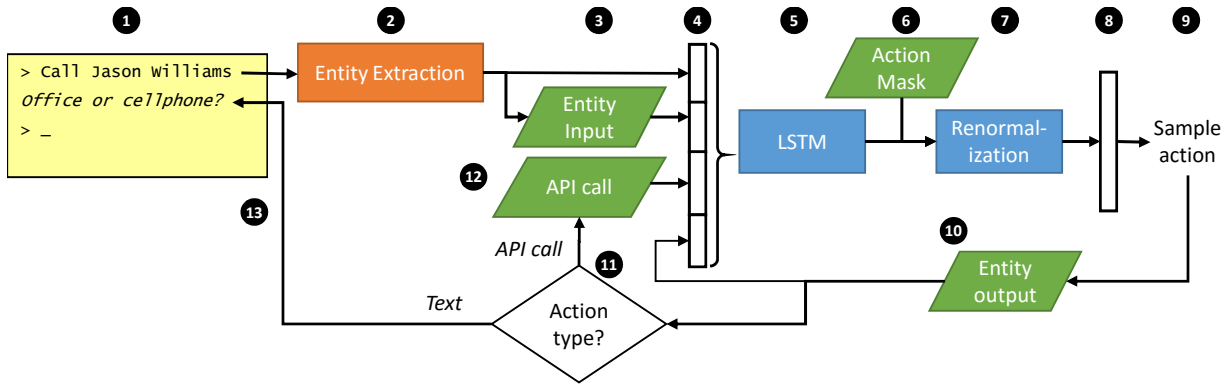 1
2
3
4
5
6
7
8
9
> Call Jason Williams
Office or cellphone?
> _
Entity Extraction
Entity
Input
API call
12
LSTM
Action
Mask
Renormal-
ization
Sample
action
13
API call
11
10
Entity
output
Text
Action
type?